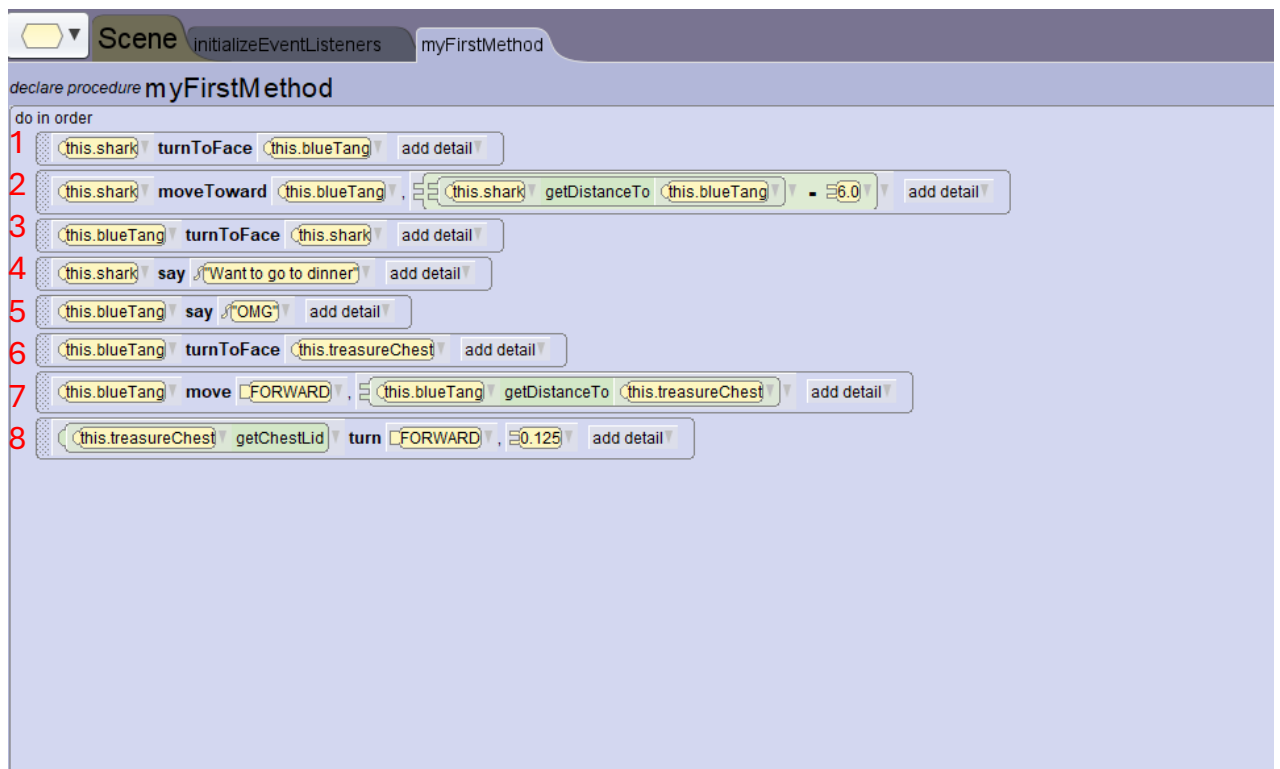 Scene initializeEventListeners myFirstMethod
declare procedure myFirstMethod
do in order
1 this.shark turnToFace this.blueTang add detail
2 this.shark moveToward this.blueTang , this.shark getDistanceTo this.blueTang - 6.0 add detail
3 this.blueTang turnToFace this.shark add detail
4 this.shark say "Want to go to dinner" add detail
5 this.blueTang say "OMG" add detail
6 this.blueTang turnToFace this.treasureChest add detail
7 this.blueTang move FORWARD , this.blueTang getDistanceTo this.treasureChest add detail
8 this.treasureChest getChestLid turn FORWARD , 0.125 add detail